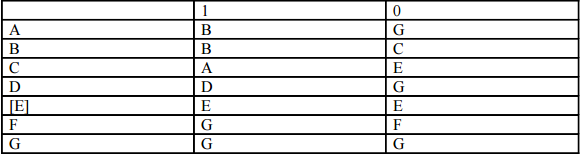 1 0
A B G
B B C
C A E
D D G
[E] E E
F G F
G G G